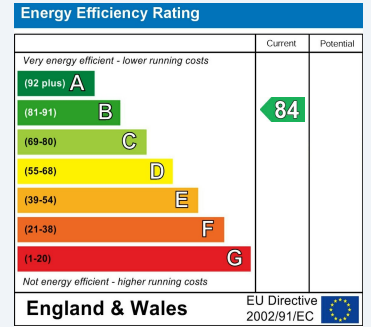 Energy Efficiency Rating
Current Potential
Very energy efficient - lower running costs
(92 plus) A
(81-91) B
84
(69-80) C
(55-68) D
(39-54) E
(21-38) F
(1-20) G
Not energy efficient - higher running costs
England & Wales
EU Directive
2002/91/EC